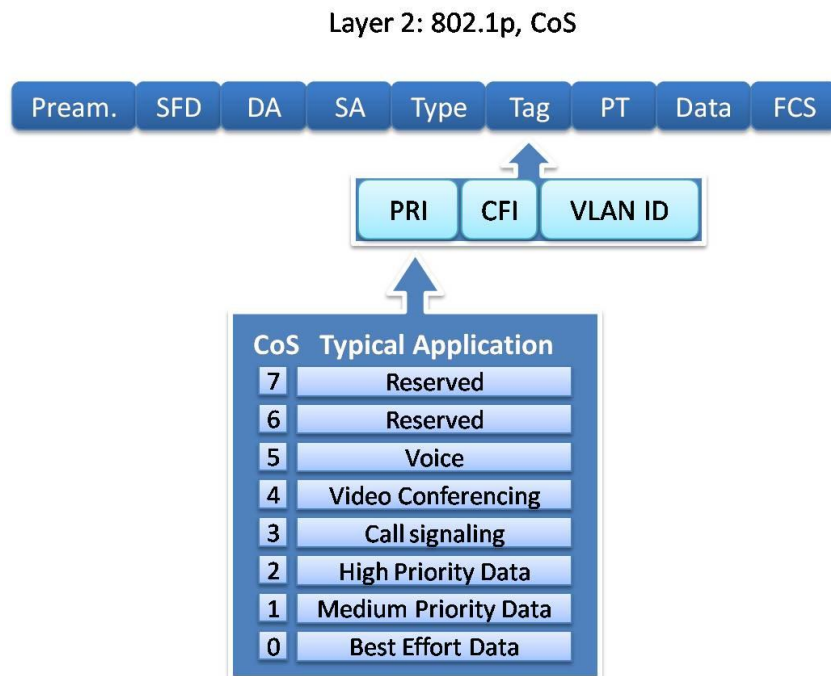 Layer 2: 802.1p, CoS
Pream. SFD DA SA Type Tag PT Data FCS
PRI CFI VLAN ID
CoS Typical Application
7 Reserved
6 Reserved
5 Voice
4 Video Conferencing
3 Call signaling
2 High Priority Data
1 Medium Priority Data
0 Best Effort Data